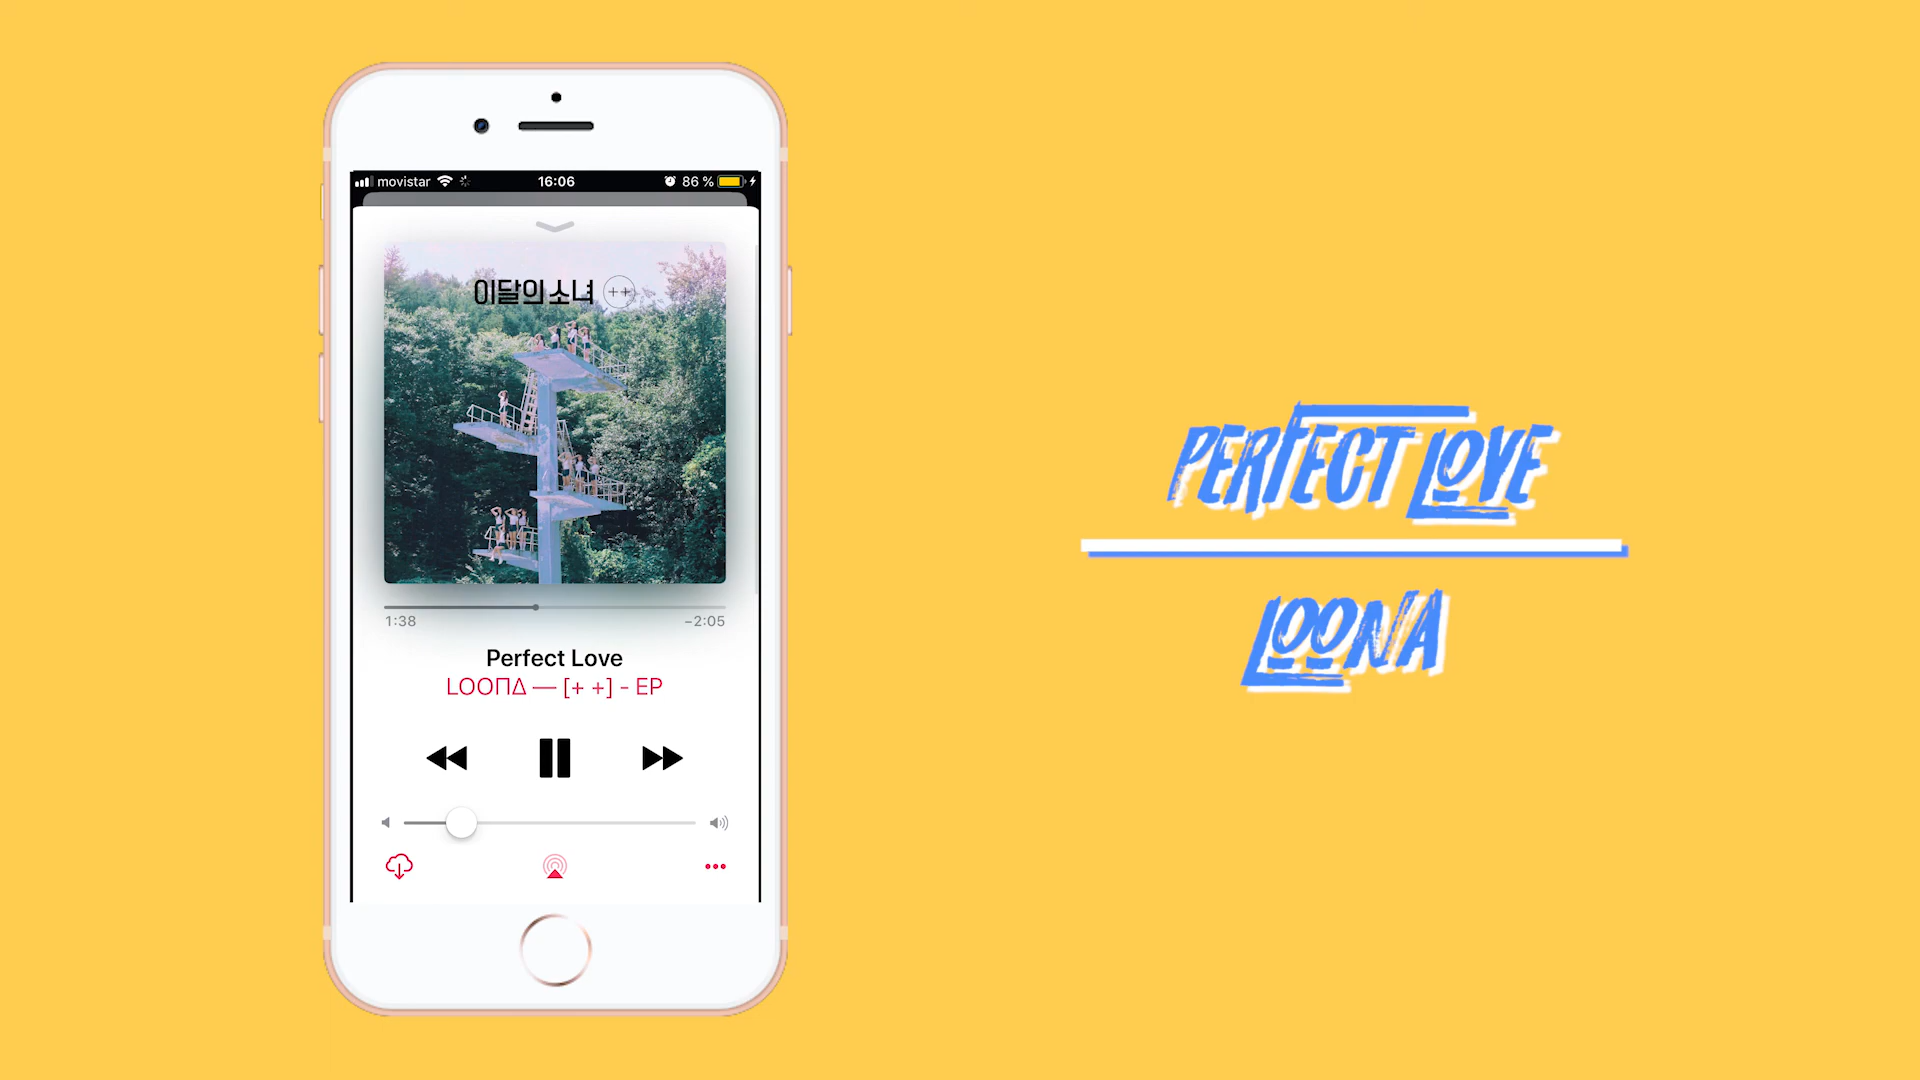 movistar 16:06 86 %
이달의 소녀 ++
1:38 −2:05
Perfect Love
LOOПΔ — [+ +] - EP
PERFECT LOVE
LOONA